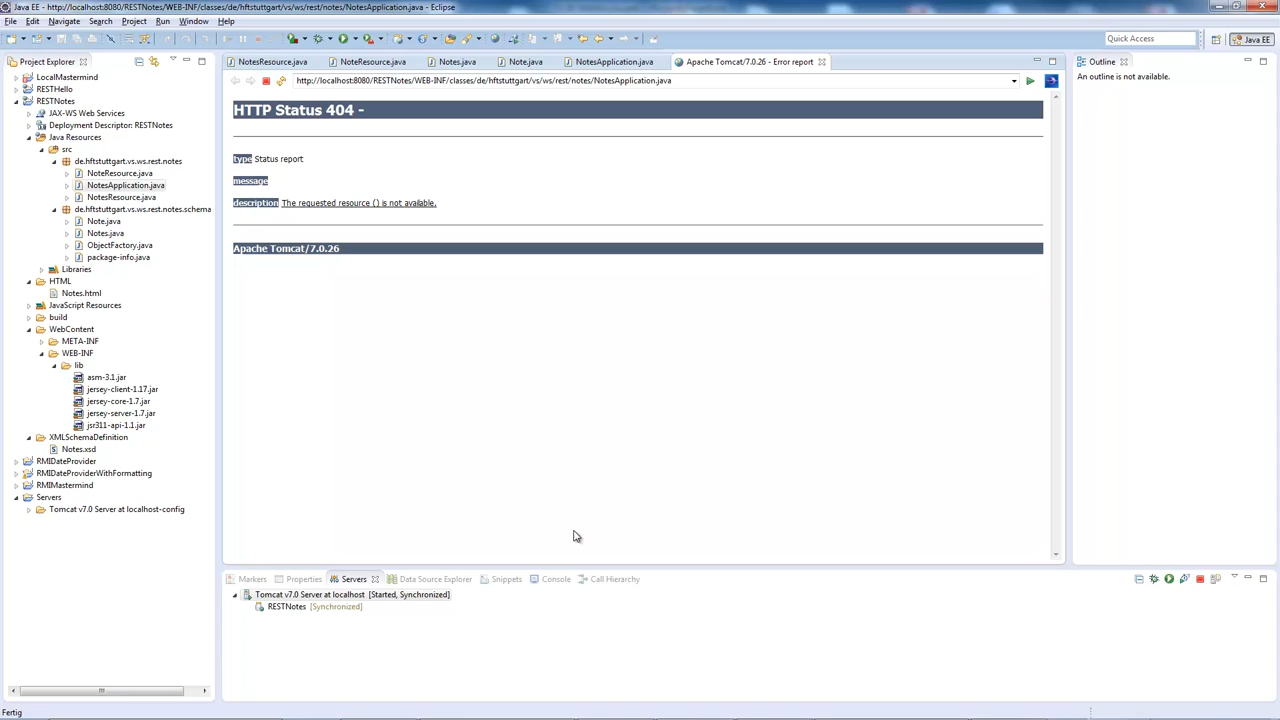 Java EE - http://localhost:8080/RESTNotes/WEB-INF/classes/de/hftstuttgart/vs/ws/rest/notes/NotesApplication.java - Eclipse
File Edit Navigate Search Project Run Window Help
Quick Access Java EE
Project Explorer
LocalMastermind
RESTHello
RESTNotes
JAX-WS Web Services
Deployment Descriptor: RESTNotes
Java Resources
src
de.hftstuttgart.vs.ws.rest.notes
NoteResource.java
NotesApplication.java
NotesResource.java
de.hftstuttgart.vs.ws.rest.notes.schema
Note.java
Notes.java
ObjectFactory.java
package-info.java
Libraries
HTML
Notes.html
JavaScript Resources
build
WebContent
META-INF
WEB-INF
lib
asm-3.1.jar
jersey-client-1.17.jar
jersey-core-1.7.jar
jersey-server-1.7.jar
jsr311-api-1.1.jar
XMLSchemaDefinition
Notes.xsd
RMIDateProvider
RMIDateProviderWithFormatting
RMIMastermind
Servers
Tomcat v7.0 Server at localhost-config
NotesResource.java NoteResource.java Notes.java Note.java NotesApplication.java Apache Tomcat/7.0.26 - Error report
http://localhost:8080/RESTNotes/WEB-INF/classes/de/hftstuttgart/vs/ws/rest/notes/NotesApplication.java
HTTP Status 404 -
type Status report
message
description The requested resource () is not available.
Apache Tomcat/7.0.26
Outline
An outline is not available.
Markers Properties Servers Data Source Explorer Snippets Console Call Hierarchy
Tomcat v7.0 Server at localhost [Started, Synchronized]
RESTNotes [Synchronized]
Fertig